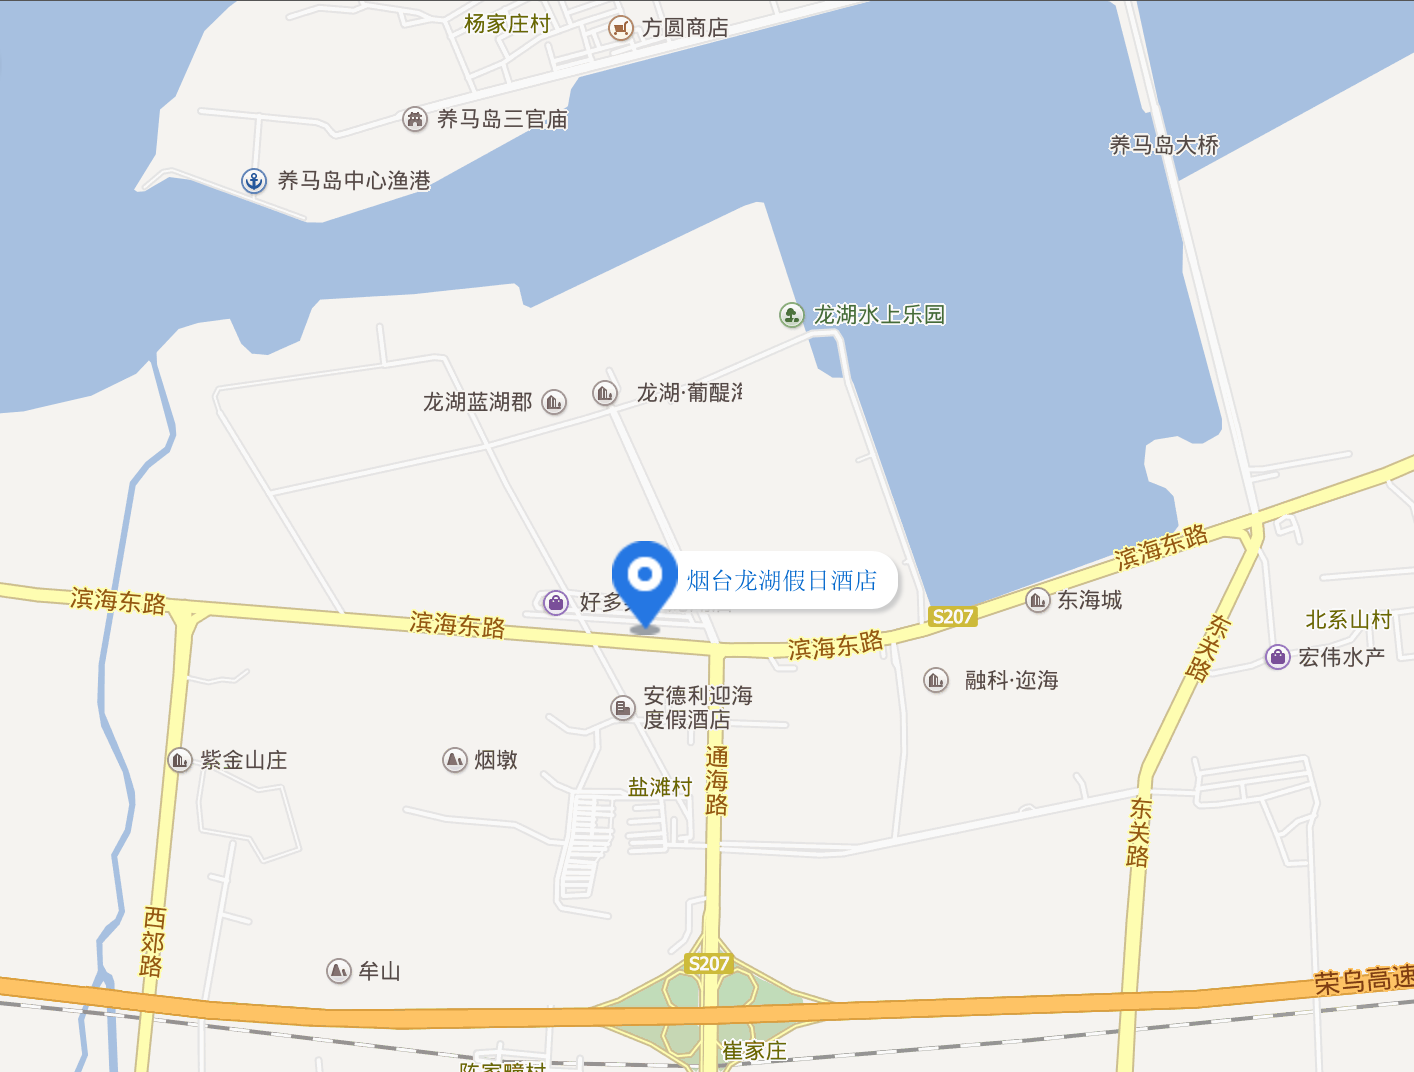 杨家庄村
方圆商店
养马岛三官庙
养马岛大桥
养马岛中心渔港
龙湖水上乐园
龙湖蓝湖郡
龙湖·葡醍
烟台龙湖假日酒店
滨海东路
滨海东路
好多
滨海东路
滨海东路
S207
东海城
北系山村
宏伟水产
东关路
融科·迩海
安德利迎海
度假酒店
紫金山庄
烟墩
盐滩村
通海路
东关路
西郊路
牟山
S207
荣乌高速
崔家庄
陈家疃村